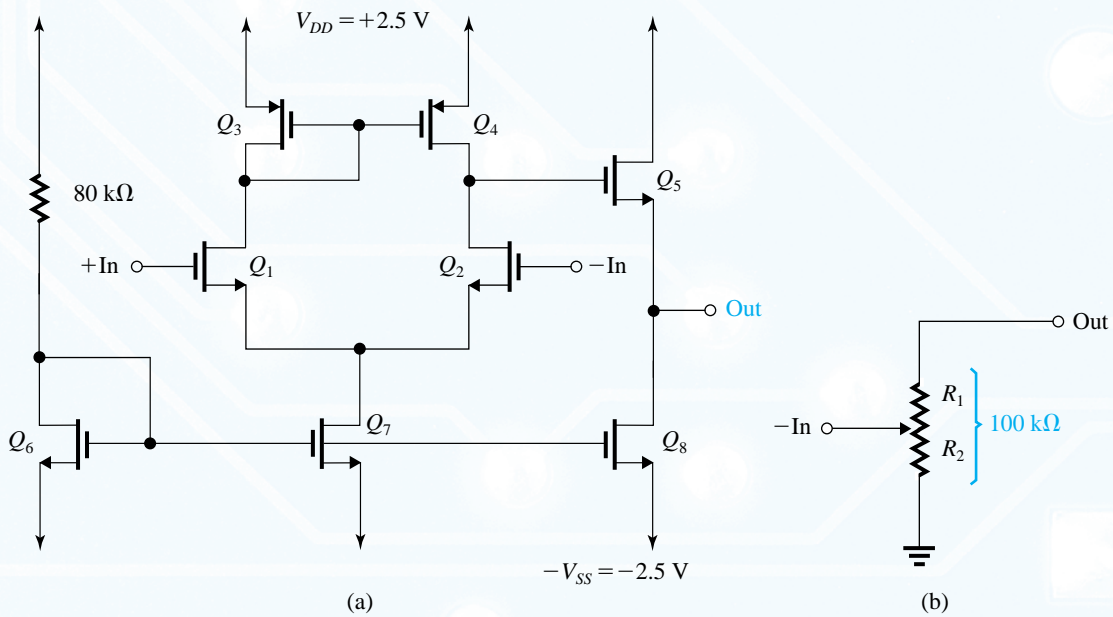 V_DD = +2.5 V
Q_3
Q_4
80 kΩ
Q_5
+In
Q_1
Q_2
−In
Out
Q_6
Q_7
Q_8
−V_SS = −2.5 V
(a)
Out
R_1
100 kΩ
−In
R_2
(b)